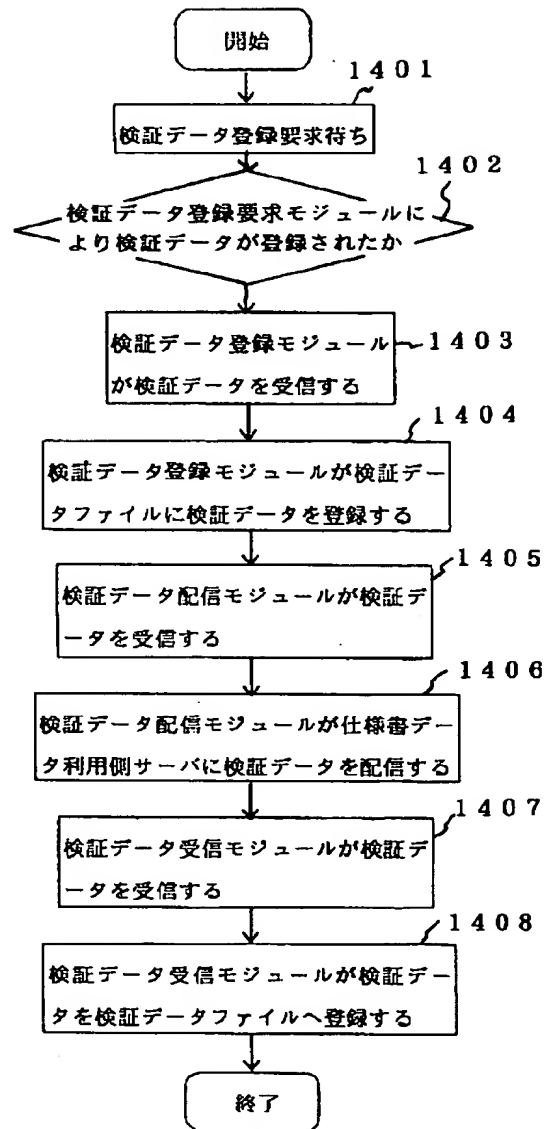 開始
1401
検証データ登録要求待ち
1402
検証データ登録要求モジュールに
より検証データが登録されたか
検証データ登録モジュール
が検証データを受信する
1403
1404
検証データ登録モジュールが検証デー
タファイルに検証データを登録する
1405
検証データ配信モジュールが検証デ
ータを受信する
1406
検証データ配信モジュールが仕様書デー
タ利用側サーバに検証データを配信する
1407
検証データ受信モジュールが検証デ
ータを受信する
1408
検証データ受信モジュールが検証デー
タを検証データファイルへ登録する
終了